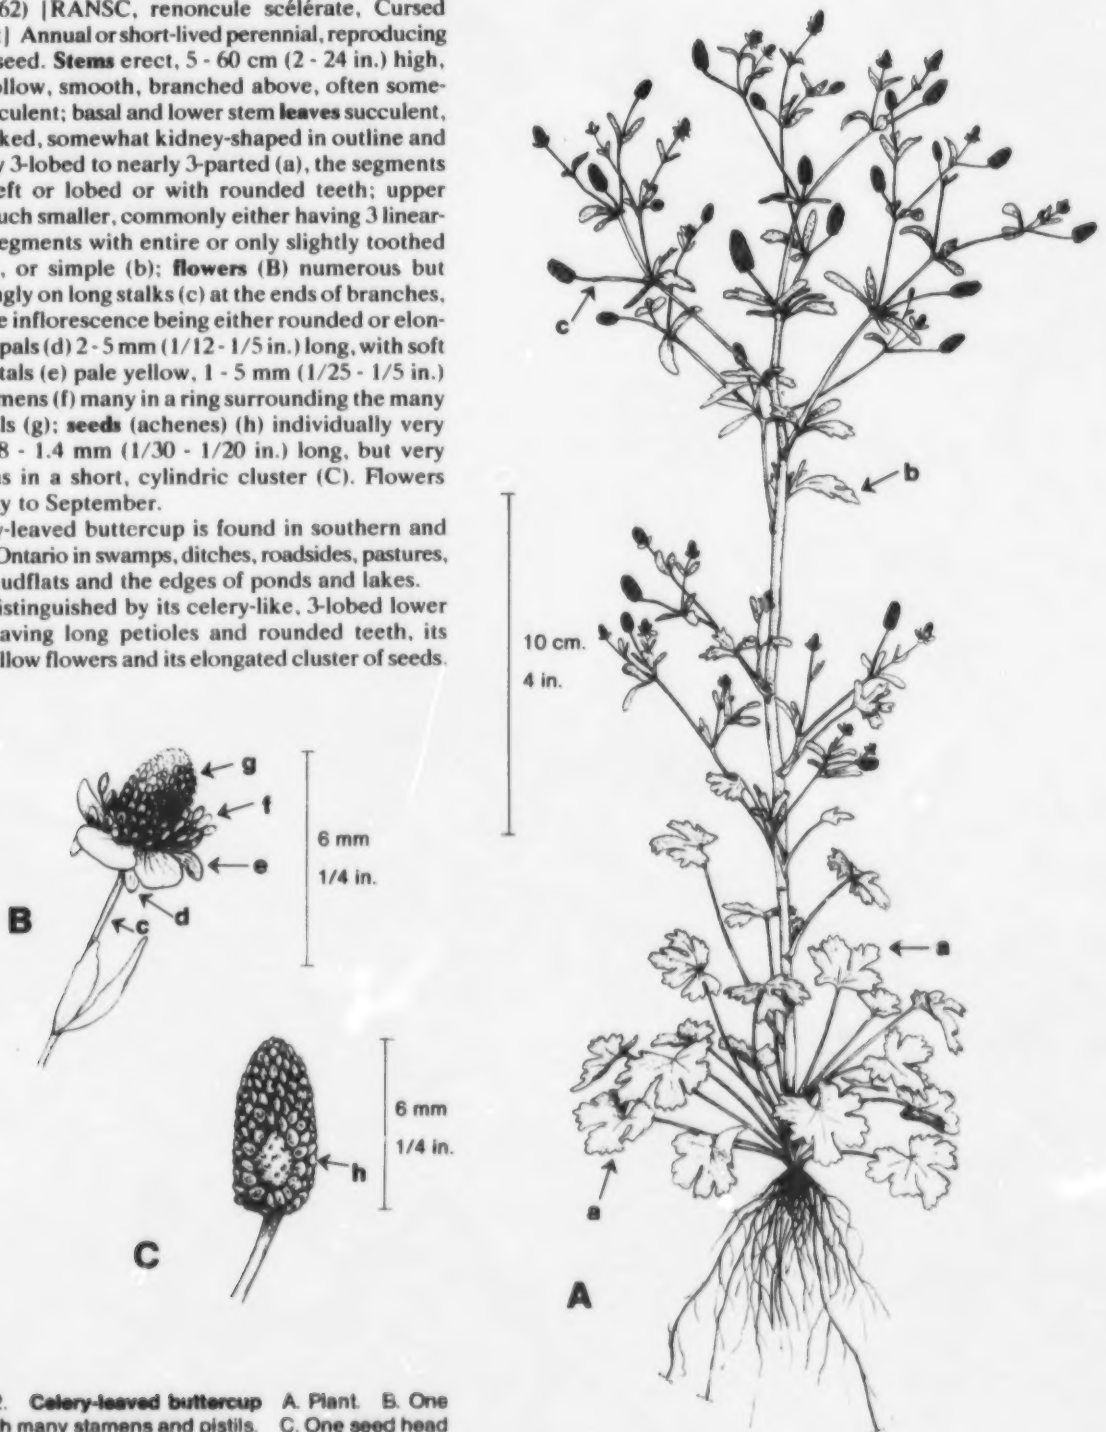 62) [RANSC, renoncule scélérate, Cursed
] Annual or short-lived perennial, reproducing
seed. Stems erect, 5 - 60 cm (2 - 24 in.) high,
llow, smooth, branched above, often some-
culent; basal and lower stem leaves succulent,
ked, somewhat kidney-shaped in outline and
y 3-lobed to nearly 3-parted (a), the segments
eft or lobed or with rounded teeth; upper
uch smaller, commonly either having 3 linear-
egments with entire or only slightly toothed
, or simple (b); flowers (B) numerous but
ngly on long stalks (c) at the ends of branches,
e inflorescence being either rounded or elon-
pals (d) 2 - 5 mm (1/12 - 1/5 in.) long, with soft
tals (e) pale yellow, 1 - 5 mm (1/25 - 1/5 in.)
mens (f) many in a ring surrounding the many
ls (g); seeds (achenes) (h) individually very
8 - 1.4 mm (1/30 - 1/20 in.) long, but very
s in a short, cylindric cluster (C). Flowers
y to September.
y-leaved buttercup is found in southern and
Ontario in swamps, ditches, roadsides, pastures,
udflats and the edges of ponds and lakes.
istinguished by its celery-like, 3-lobed lower
aving long petioles and rounded teeth, its
llow flowers and its elongated cluster of seeds.
g
f
e
d
c
B
6 mm
1/4 in.
h
C
6 mm
1/4 in.
2. Celery-leaved buttercup A. Plant. B. One
h many stamens and pistils. C. One seed head
c
b
10 cm.
4 in.
a
a
A